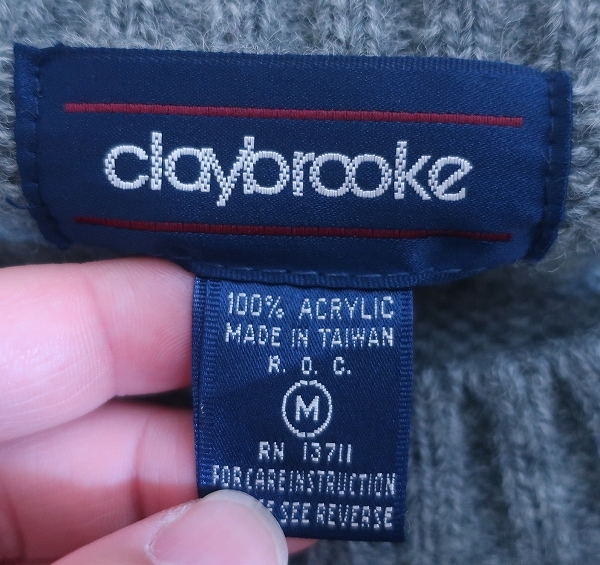 claybrooke
100% ACRYLIC
MADE IN TAIWAN
R. O. C.
M
RN 13711
FOR CARE INSTRUCTION
SEE REVERSE